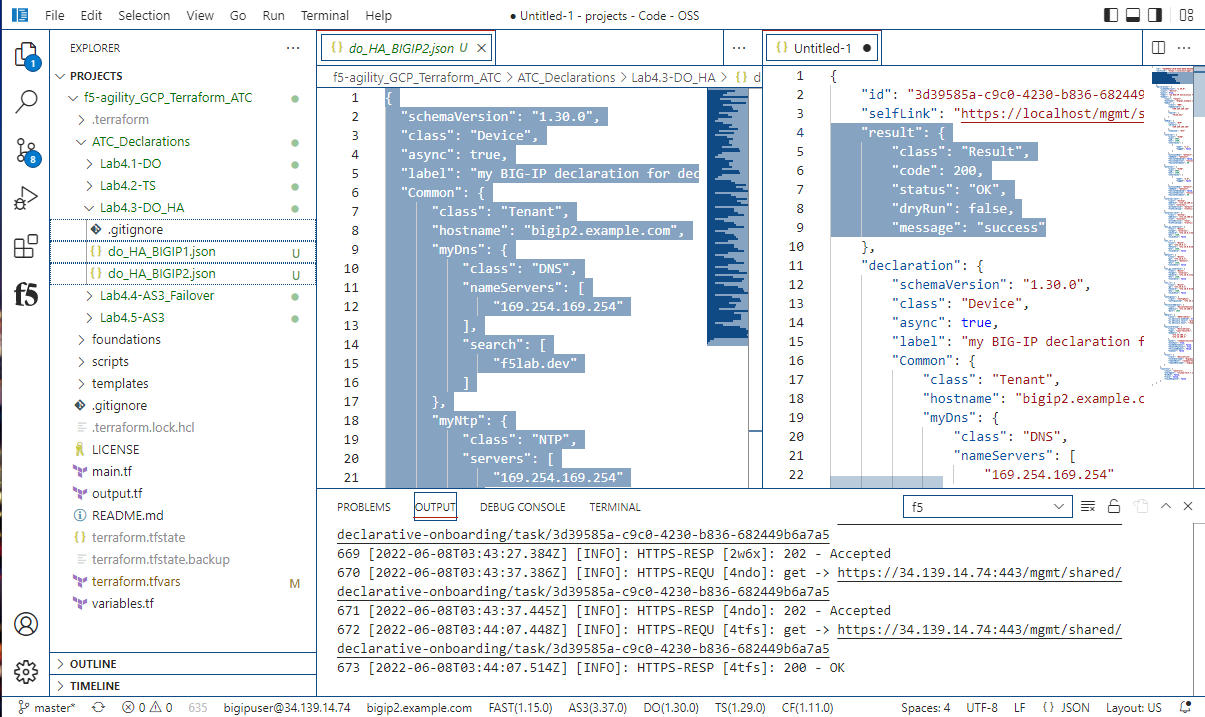 File Edit Selection View Go Run Terminal Help ● Untitled-1 - projects - Code - OSS
EXPLORER
PROJECTS
f5-agility_GCP_Terraform_ATC
.terraform
ATC_Declarations
Lab4.1-DO
Lab4.2-TS
Lab4.3-DO_HA
.gitignore
do_HA_BIGIP1.json U
do_HA_BIGIP2.json U
Lab4.4-AS3_Failover
Lab4.5-AS3
foundations
scripts
templates
.gitignore
.terraform.lock.hcl
LICENSE
main.tf
output.tf
README.md
terraform.tfstate
terraform.tfstate.backup
terraform.tfvars M
variables.tf
OUTLINE
TIMELINE
1
8
f5
{} do_HA_BIGIP2.json U
f5-agility_GCP_Terraform_ATC > ATC_Declarations > Lab4.3-DO_HA > {} d
1 {
2 "schemaVersion": "1.30.0",
3 "class": "Device",
4 "async": true,
5 "label": "my BIG-IP declaration for dec
6 "Common": {
7 "class": "Tenant",
8 "hostname": "bigip2.example.com",
9 "myDns": {
10 "class": "DNS",
11 "nameServers": [
12 "169.254.169.254"
13 ],
14 "search": [
15 "f5lab.dev"
16 ]
17 },
18 "myNtp": {
19 "class": "NTP",
20 "servers": [
21 "169.254.169.254"
{} Untitled-1 ●
1 {
2 "id": "3d39585a-c9c0-4230-b836-682449
3 "selfLink": "https://localhost/mgmt/s
4 "result": {
5 "class": "Result",
6 "code": 200,
7 "status": "OK",
8 "dryRun": false,
9 "message": "success"
10 },
11 "declaration": {
12 "schemaVersion": "1.30.0",
13 "class": "Device",
14 "async": true,
15 "label": "my BIG-IP declaration f
16 "Common": {
17 "class": "Tenant",
18 "hostname": "bigip2.example.c
19 "myDns": {
20 "class": "DNS",
21 "nameServers": [
22 "169.254.169.254"
PROBLEMS OUTPUT DEBUG CONSOLE TERMINAL f5
declarative-onboarding/task/3d39585a-c9c0-4230-b836-682449b6a7a5
669 [2022-06-08T03:43:27.384Z] [INFO]: HTTPS-RESP [2w6x]: 202 - Accepted
670 [2022-06-08T03:43:37.386Z] [INFO]: HTTPS-REQU [4ndo]: get -> https://34.139.14.74:443/mgmt/shared/
declarative-onboarding/task/3d39585a-c9c0-4230-b836-682449b6a7a5
671 [2022-06-08T03:43:37.445Z] [INFO]: HTTPS-RESP [4ndo]: 202 - Accepted
672 [2022-06-08T03:44:07.448Z] [INFO]: HTTPS-REQU [4tfs]: get -> https://34.139.14.74:443/mgmt/shared/
declarative-onboarding/task/3d39585a-c9c0-4230-b836-682449b6a7a5
673 [2022-06-08T03:44:07.514Z] [INFO]: HTTPS-RESP [4tfs]: 200 - OK
master* 0 0 635 bigipuser@34.139.14.74 bigip2.example.com FAST(1.15.0) AS3(3.37.0) DO(1.30.0) TS(1.29.0) CF(1.11.0) Spaces: 4 UTF-8 LF {} JSON Layout: US